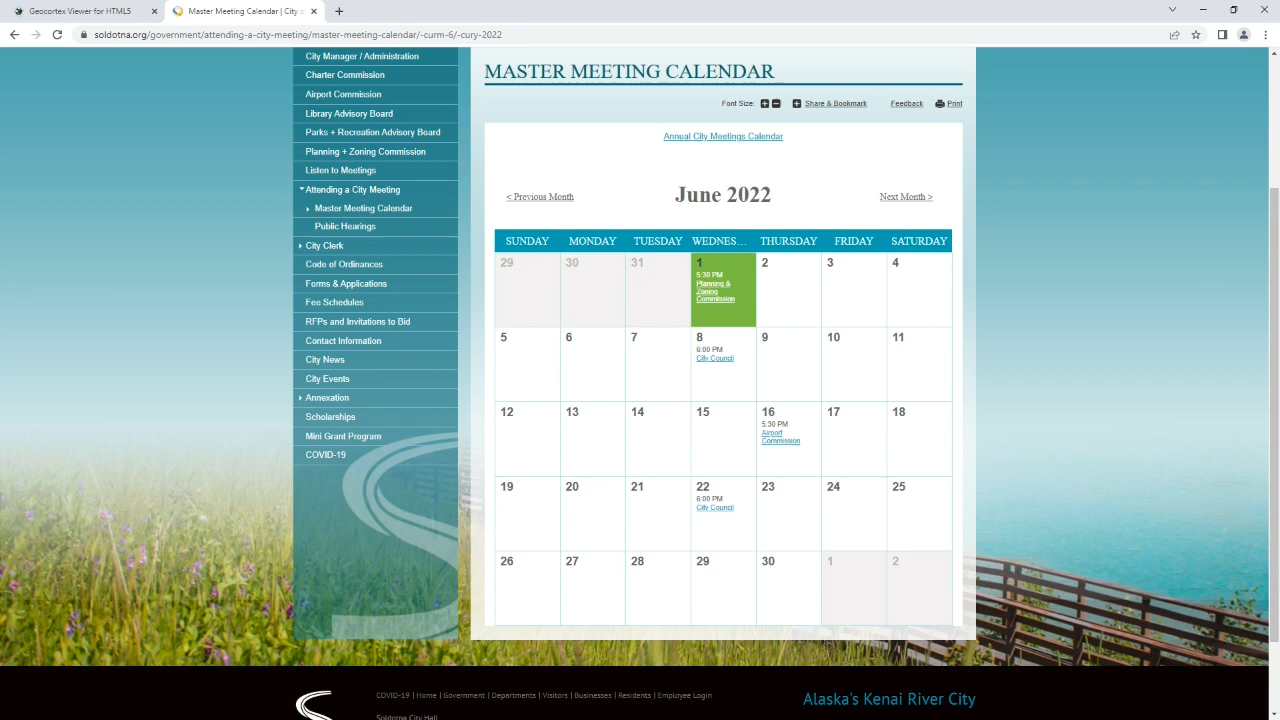 Geocortex Viewer for HTML5
Master Meeting Calendar | City o
soldotna.org/government/attending-a-city-meeting/master-meeting-calendar/-curm-6/-cury-2022
City Manager / Administration
Charter Commission
Airport Commission
Library Advisory Board
Parks + Recreation Advisory Board
Planning + Zoning Commission
Listen to Meetings
Attending a City Meeting
Master Meeting Calendar
Public Hearings
City Clerk
Code of Ordinances
Forms & Applications
Fee Schedules
RFPs and Invitations to Bid
Contact Information
City News
City Events
Annexation
Scholarships
Mini Grant Program
COVID-19
MASTER MEETING CALENDAR
Font Size: + - + Share & Bookmark Feedback Print
Annual City Meetings Calendar
< Previous Month June 2022 Next Month >
SUNDAY MONDAY TUESDAY WEDNES... THURSDAY FRIDAY SATURDAY
29 30 31 1 2 3 4
5:30 PM
Planning &
Zoning
Commission
5 6 7 8 9 10 11
6:00 PM
City Council
12 13 14 15 16 17 18
5:30 PM
Airport
Commission
19 20 21 22 23 24 25
6:00 PM
City Council
26 27 28 29 30 1 2
COVID-19 | Home | Government | Departments | Visitors | Businesses | Residents | Employee Login
Alaska's Kenai River City
Soldotna City Hall